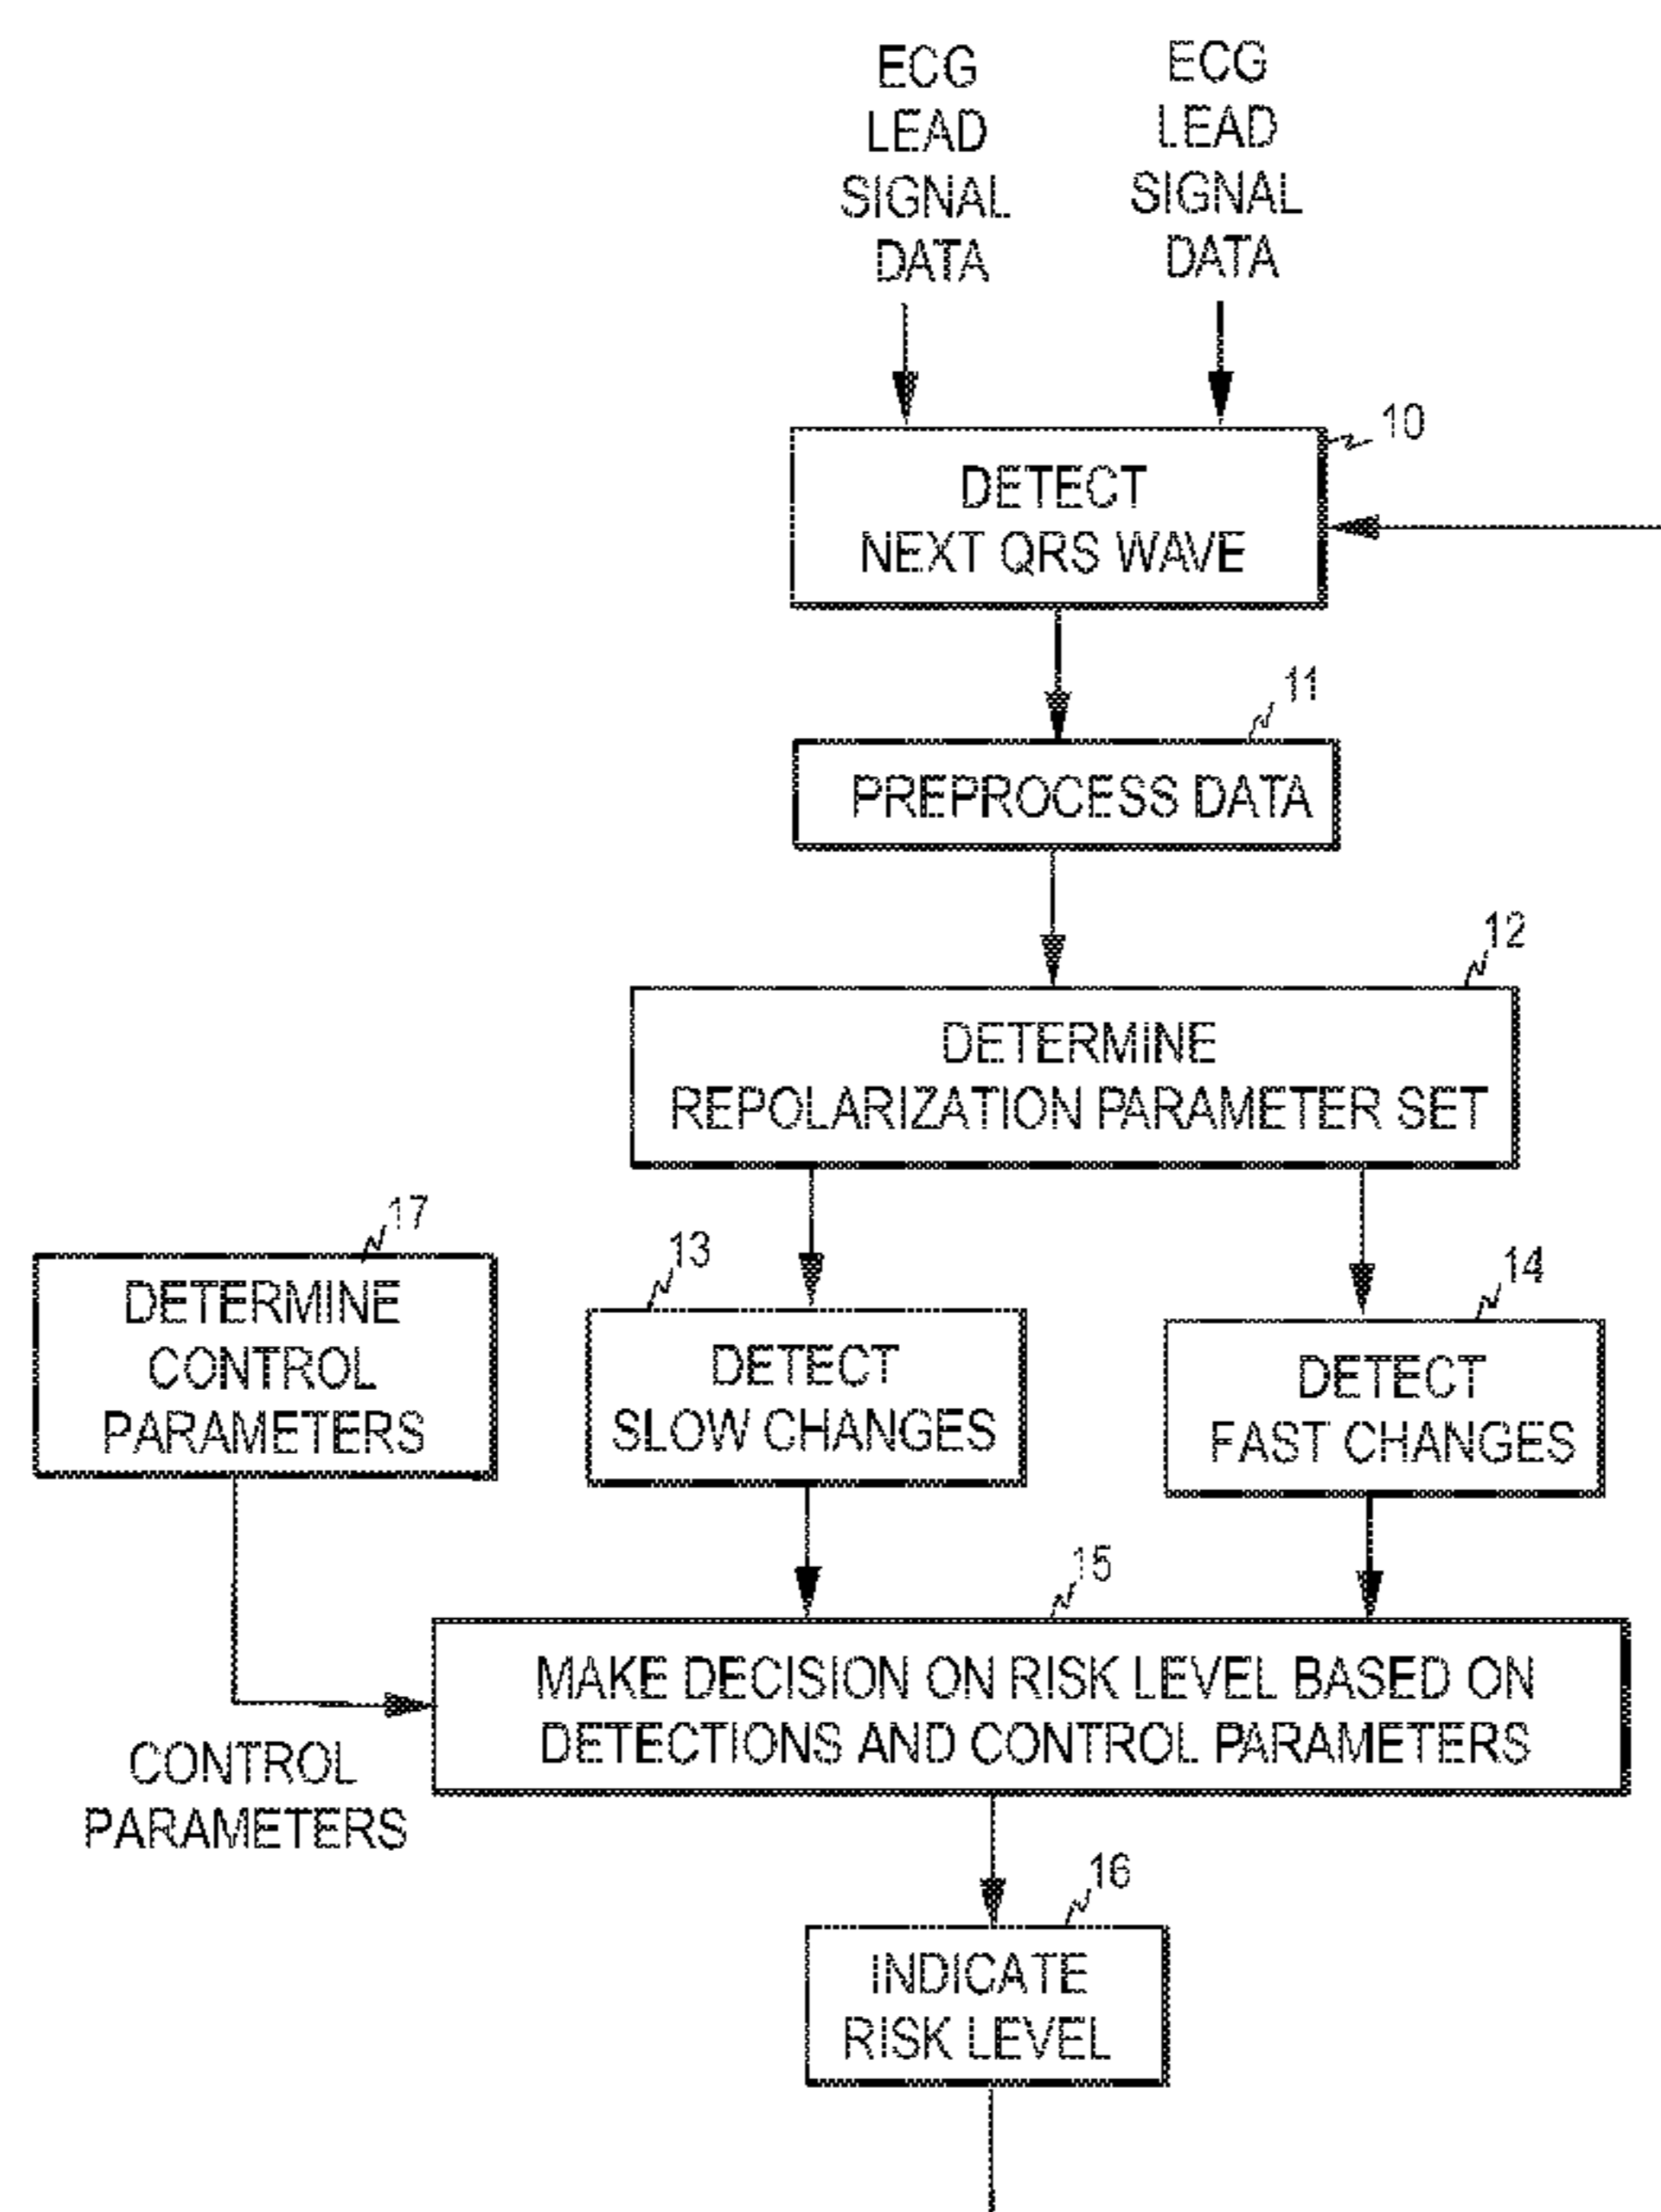 ECG
LEAD
SIGNAL
DATA
ECG
LEAD
SIGNAL
DATA
10
DETECT
NEXT QRS WAVE
11
PREPROCESS DATA
12
DETERMINE
REPOLARIZATION PARAMETER SET
17
DETERMINE
CONTROL
PARAMETERS
13
DETECT
SLOW CHANGES
14
DETECT
FAST CHANGES
15
MAKE DECISION ON RISK LEVEL BASED ON
DETECTIONS AND CONTROL PARAMETERS
CONTROL
PARAMETERS
16
INDICATE
RISK LEVEL